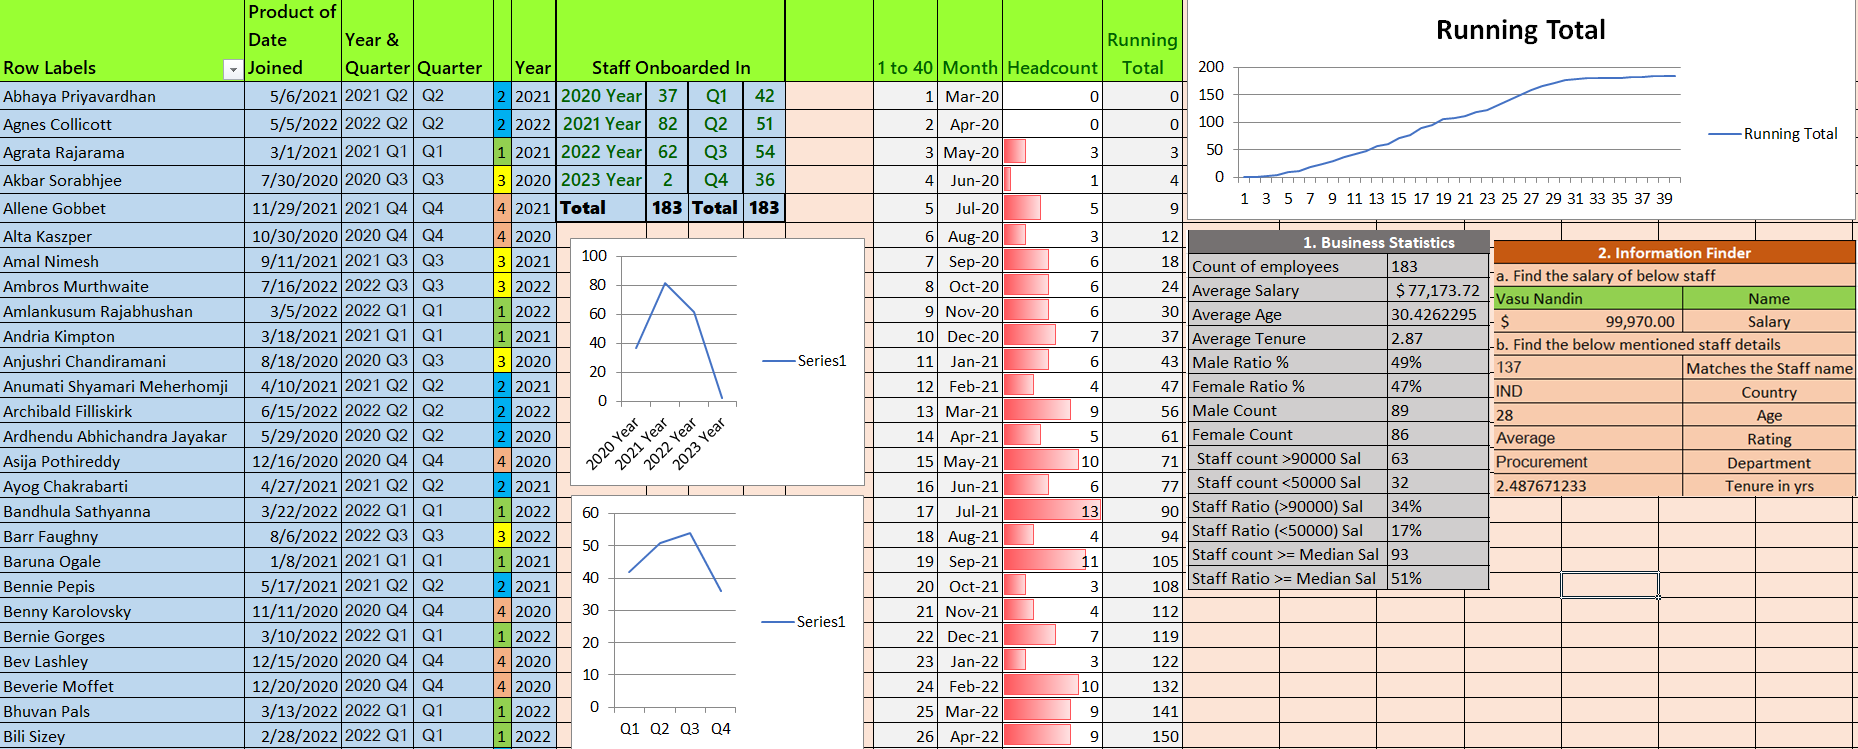 Row Labels Product of Date Joined Year & Quarter Quarter Year Staff Onboarded In 1 to 40 Month Headcount Running Total
Abhaya Priyavardhan 5/6/2021 2021 Q2 Q2 2 2021
Agnes Collicott 5/5/2022 2022 Q2 Q2 2 2022
Agrata Rajarama 3/1/2021 2021 Q1 Q1 1 2021
Akbar Sorabhjee 7/30/2020 2020 Q3 Q3 3 2020
Allene Gobbet 11/29/2021 2021 Q4 Q4 4 2021
Alta Kaszper 10/30/2020 2020 Q4 Q4 4 2020
Amal Nimesh 9/11/2021 2021 Q3 Q3 3 2021
Ambros Murthwaite 7/16/2022 2022 Q3 Q3 3 2022
Amlankusum Rajabhushan 3/5/2022 2022 Q1 Q1 1 2022
Andria Kimpton 3/18/2021 2021 Q1 Q1 1 2021
Anjushri Chandiramani 8/18/2020 2020 Q3 Q3 3 2020
Anumati Shyamari Meherhomji 4/10/2021 2021 Q2 Q2 2 2021
Archibald Filliskirk 6/15/2022 2022 Q2 Q2 2 2022
Ardhendu Abhichandra Jayakar 5/29/2020 2020 Q2 Q2 2 2020
Asija Pothireddy 12/16/2020 2020 Q4 Q4 4 2020
Ayog Chakrabarti 4/27/2021 2021 Q2 Q2 2 2021
Bandhula Sathyanna 3/22/2022 2022 Q1 Q1 1 2022
Barr Faughny 8/6/2022 2022 Q3 Q3 3 2022
Baruna Ogale 1/8/2021 2021 Q1 Q1 1 2021
Bennie Pepis 5/17/2021 2021 Q2 Q2 2 2021
Benny Karolovsky 11/11/2020 2020 Q4 Q4 4 2020
Bernie Gorges 3/10/2022 2022 Q1 Q1 1 2022
Bev Lashley 12/15/2020 2020 Q4 Q4 4 2020
Beverie Moffet 12/20/2020 2020 Q4 Q4 4 2020
Bhuvan Pals 3/13/2022 2022 Q1 Q1 1 2022
Bili Sizey 2/28/2022 2022 Q1 Q1 1 2022
2020 Year 37 Q1 42
2021 Year 82 Q2 51
2022 Year 62 Q3 54
2023 Year 2 Q4 36
Total 183 Total 183
100
80
60
40
20
0
2020 Year 2021 Year 2022 Year 2023 Year
Series1
60
50
40
30
20
10
0
Q1 Q2 Q3 Q4
Series1
1 Mar-20 0 0
2 Apr-20 0 0
3 May-20 3 3
4 Jun-20 1 4
5 Jul-20 5 9
6 Aug-20 3 12
7 Sep-20 6 18
8 Oct-20 6 24
9 Nov-20 6 30
10 Dec-20 7 37
11 Jan-21 6 43
12 Feb-21 4 47
13 Mar-21 9 56
14 Apr-21 5 61
15 May-21 10 71
16 Jun-21 6 77
17 Jul-21 13 90
18 Aug-21 4 94
19 Sep-21 11 105
20 Oct-21 3 108
21 Nov-21 4 112
22 Dec-21 7 119
23 Jan-22 3 122
24 Feb-22 10 132
25 Mar-22 9 141
26 Apr-22 9 150
Running Total
200
150
100
50
0
1 3 5 7 9 11 13 15 17 19 21 23 25 27 29 31 33 35 37 39
Running Total
1. Business Statistics
Count of employees 183
Average Salary $ 77,173.72
Average Age 30.4262295
Average Tenure 2.87
Male Ratio % 49%
Female Ratio % 47%
Male Count 89
Female Count 86
Staff count >90000 Sal 63
Staff count <50000 Sal 32
Staff Ratio (>90000) Sal 34%
Staff Ratio (<50000) Sal 17%
Staff count >= Median Sal 93
Staff Ratio >= Median Sal 51%
2. Information Finder
a. Find the salary of below staff
Vasu Nandin Name
$ 99,970.00 Salary
b. Find the below mentioned staff details
137 Matches the Staff name
IND Country
28 Age
Average Rating
Procurement Department
2.487671233 Tenure in yrs